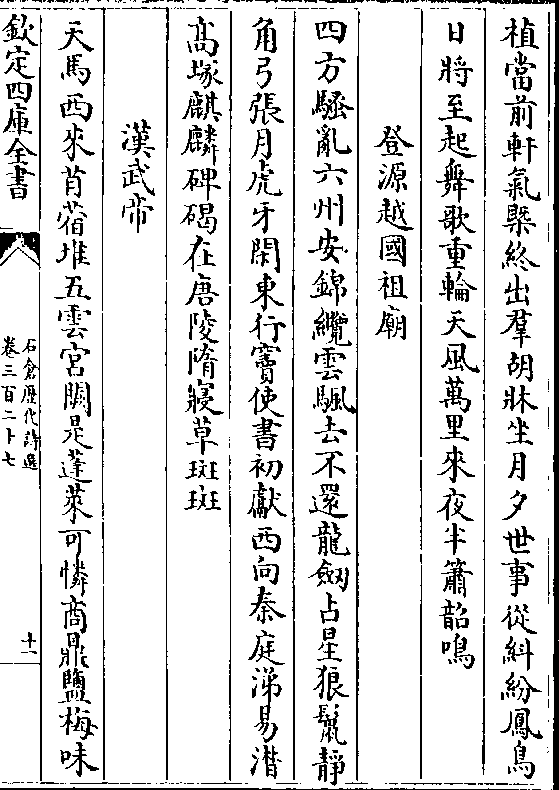 植當前軒氣槩終出羣胡牀坐月夕世事從糾紛鳳鳥
日將至起舞歌重輪天風萬里來夜半簫韶鳴
登源越國祖廟
四方騷亂六州安錦纜雲颿去不還龍劒占星狼鬛靜
角弓張月虎牙閑東行竇使書初獻西向秦庭涕易潸
髙塚麒麟碑碣在唐陵隋寢草斑斑
漢武帝
天馬西來苜蓿堆五雲宮闕是蓬萊可憐商鼎鹽梅味
欽定四庫全書
石倉歷代詩選
卷三百二十七
十一